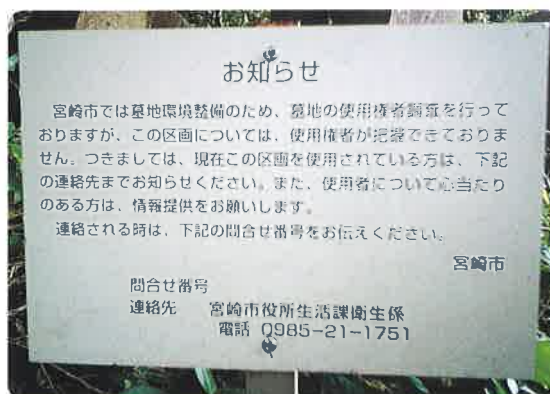 お知らせ
宮崎市では墓地環境整備のため、墓地の使用権者調査を行って
おりますが、この区画については、使用権者が把握できておりま
せん。つきましては、現在この区画を使用されている方は、下記
の連絡先までお知らせください。また、使用者について心当たり
のある方は、情報提供をお願いします。
連絡される時は、下記の問合せ番号をお伝えください。
宮崎市
問合せ番号
連絡先 宮崎市役所生活課衛生係
電話 0985-21-1751